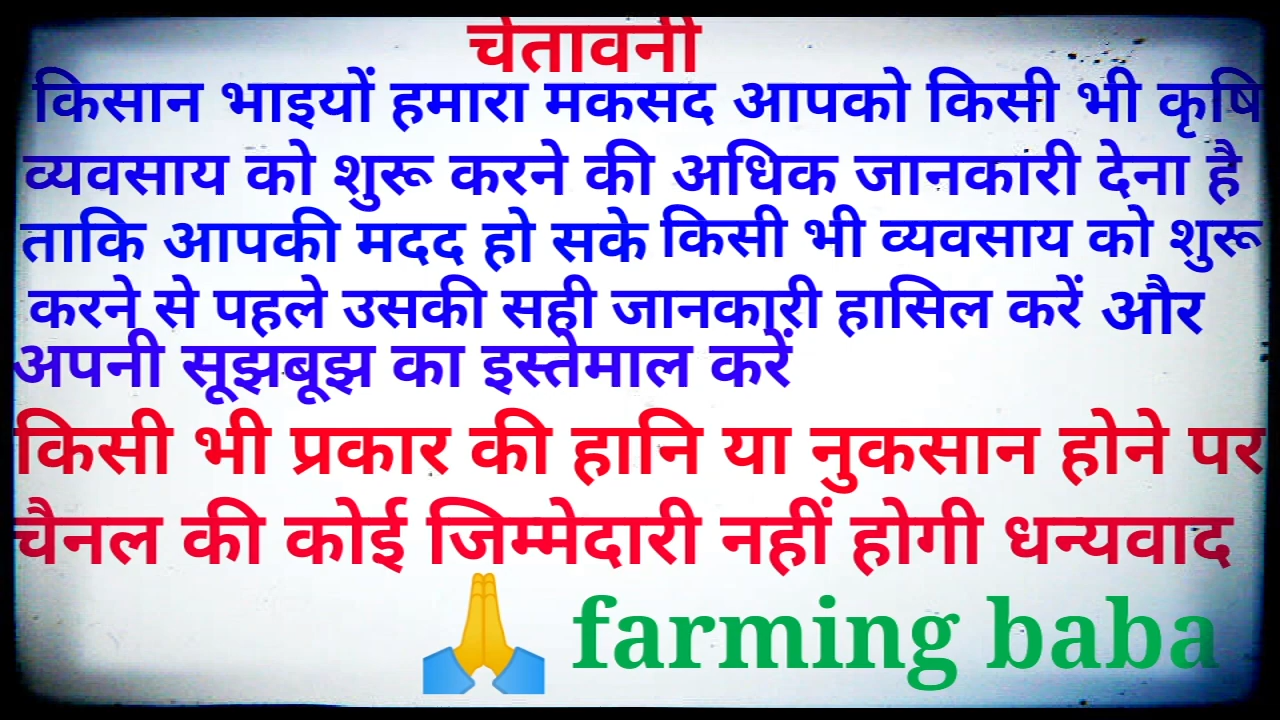 चेतावनी
किसान भाइयों हमारा मकसद आपको किसी भी कृषि
व्यवसाय को शुरू करने की अधिक जानकारी देना है
ताकि आपकी मदद हो सके किसी भी व्यवसाय को शुरू
करने से पहले उसकी सही जानकारी हासिल करें और
अपनी सूझबूझ का इस्तेमाल करें
किसी भी प्रकार की हानि या नुकसान होने पर
चैनल की कोई जिम्मेदारी नहीं होगी धन्यवाद
🙏 farming baba